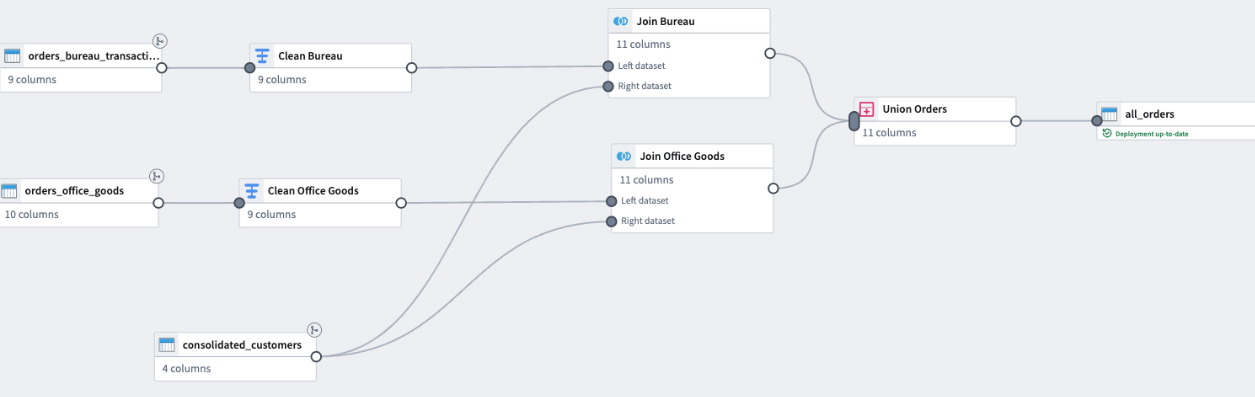 Join Bureau
11 columns
Left dataset
Right dataset
orders_bureau_transacti...
9 columns
Clean Bureau
9 columns
Union Orders
11 columns
all_orders
Deployment up-to-date
Join Office Goods
11 columns
Left dataset
Right dataset
orders_office_goods
10 columns
Clean Office Goods
9 columns
consolidated_customers
4 columns